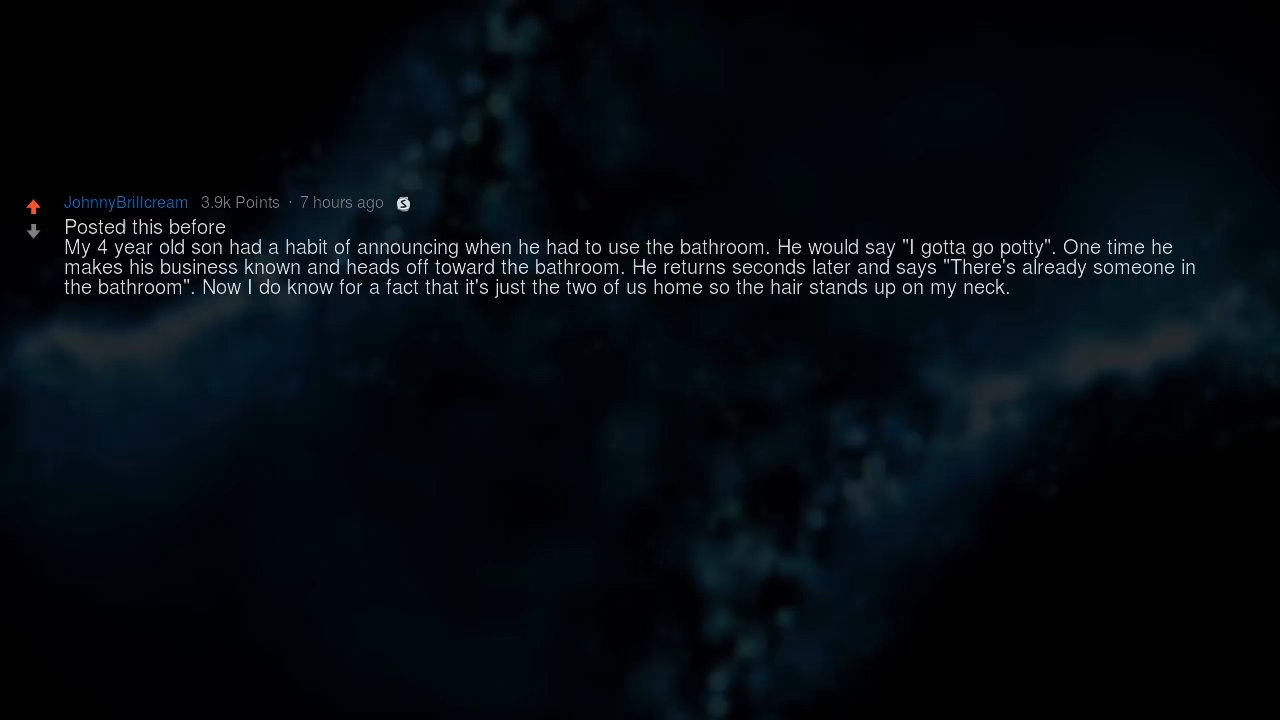 JohnnyBrillcream 3.9k Points · 7 hours ago S
Posted this before
My 4 year old son had a habit of announcing when he had to use the bathroom. He would say "I gotta go potty". One time he
makes his business known and heads off toward the bathroom. He returns seconds later and says "There's already someone in
the bathroom". Now I do know for a fact that it's just the two of us home so the hair stands up on my neck.